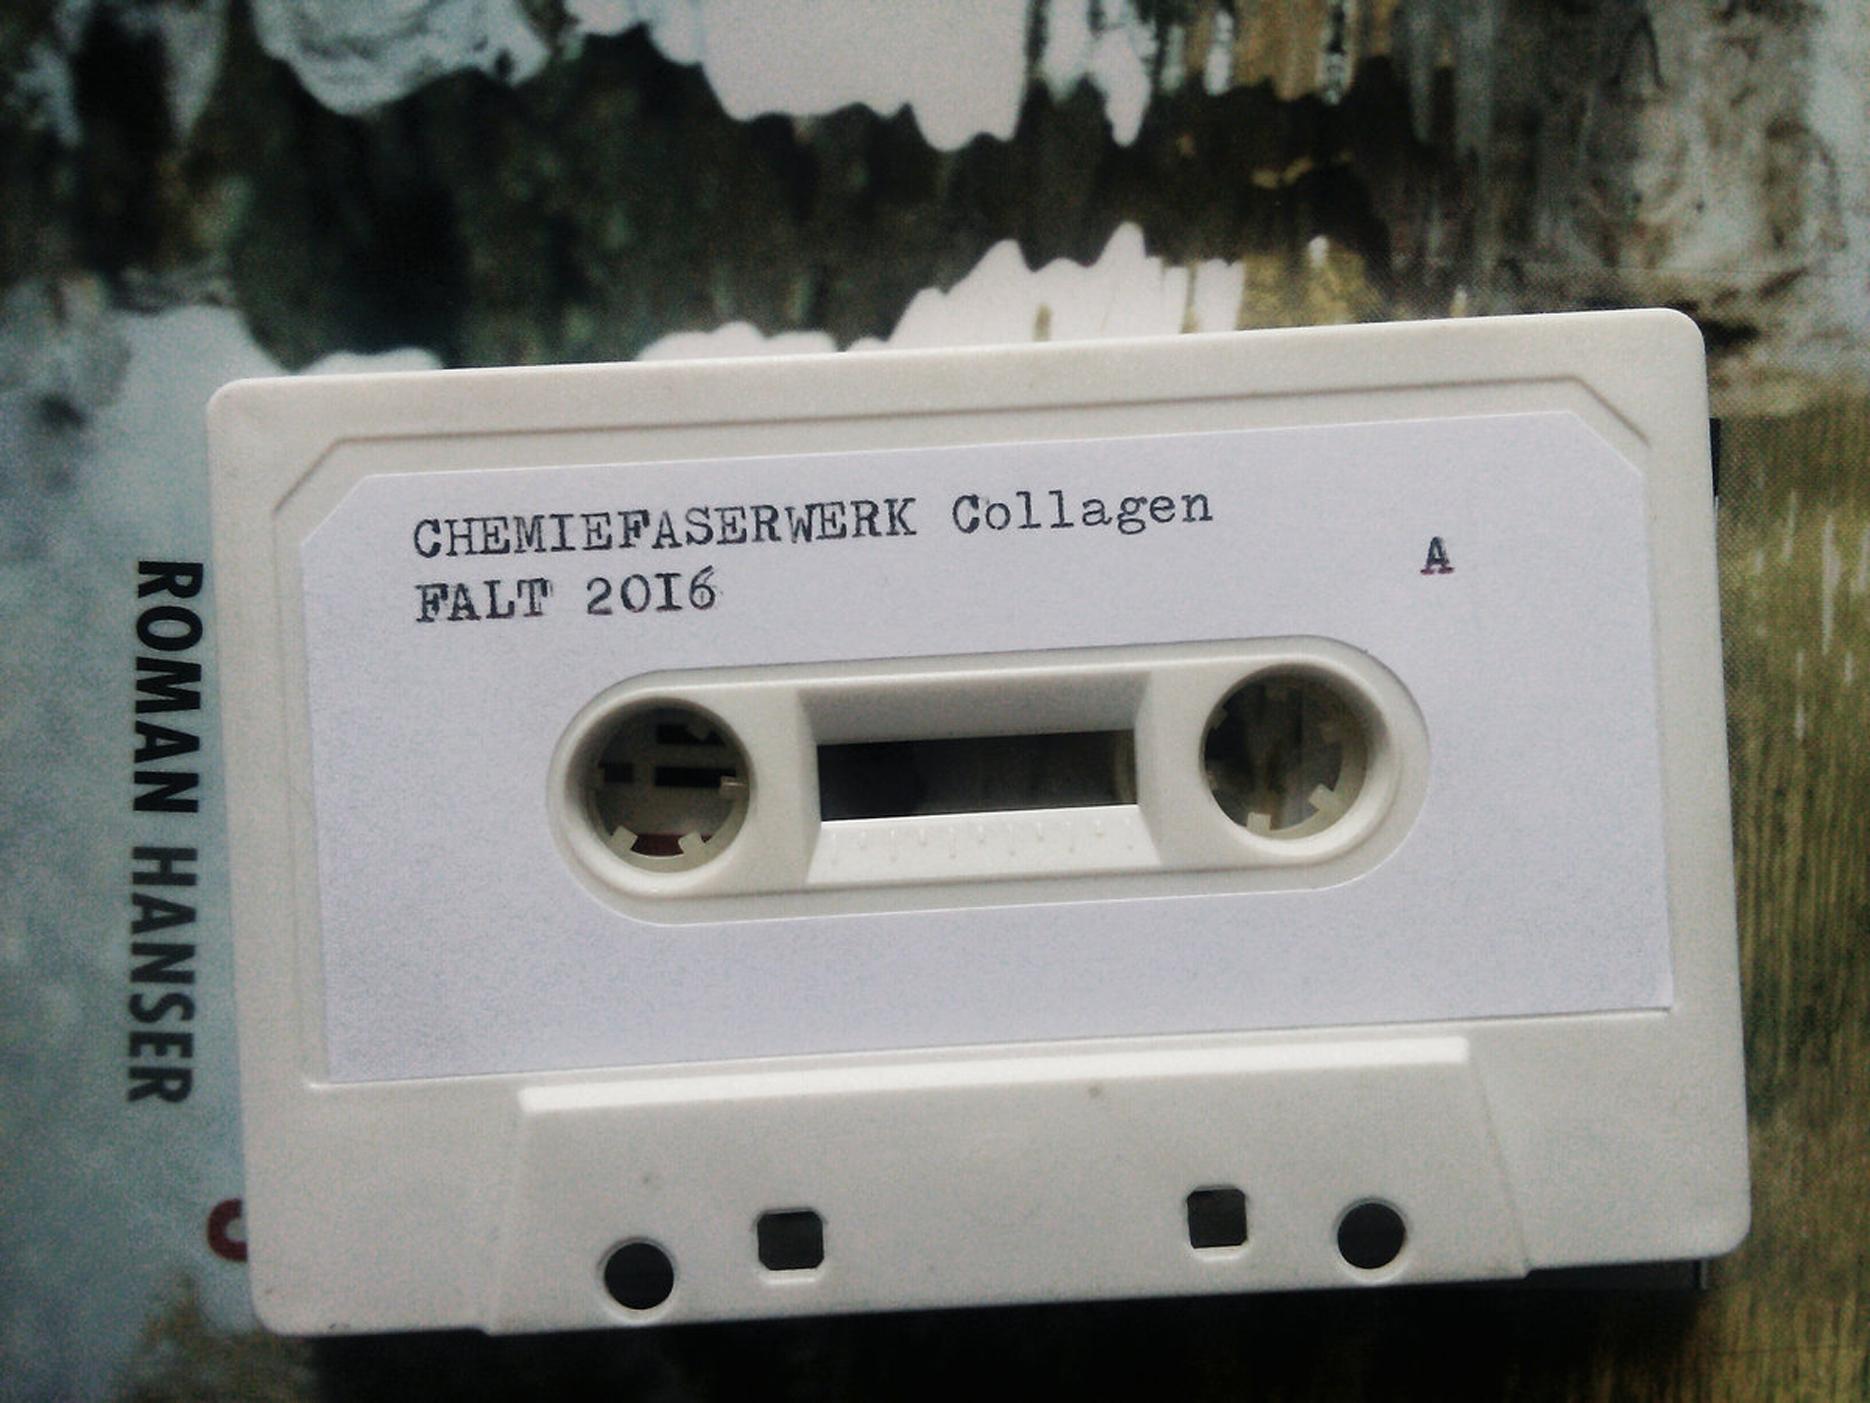 CHEMIEFASERWERK Collagen
FALT 2016
A
ROMAN HANSER